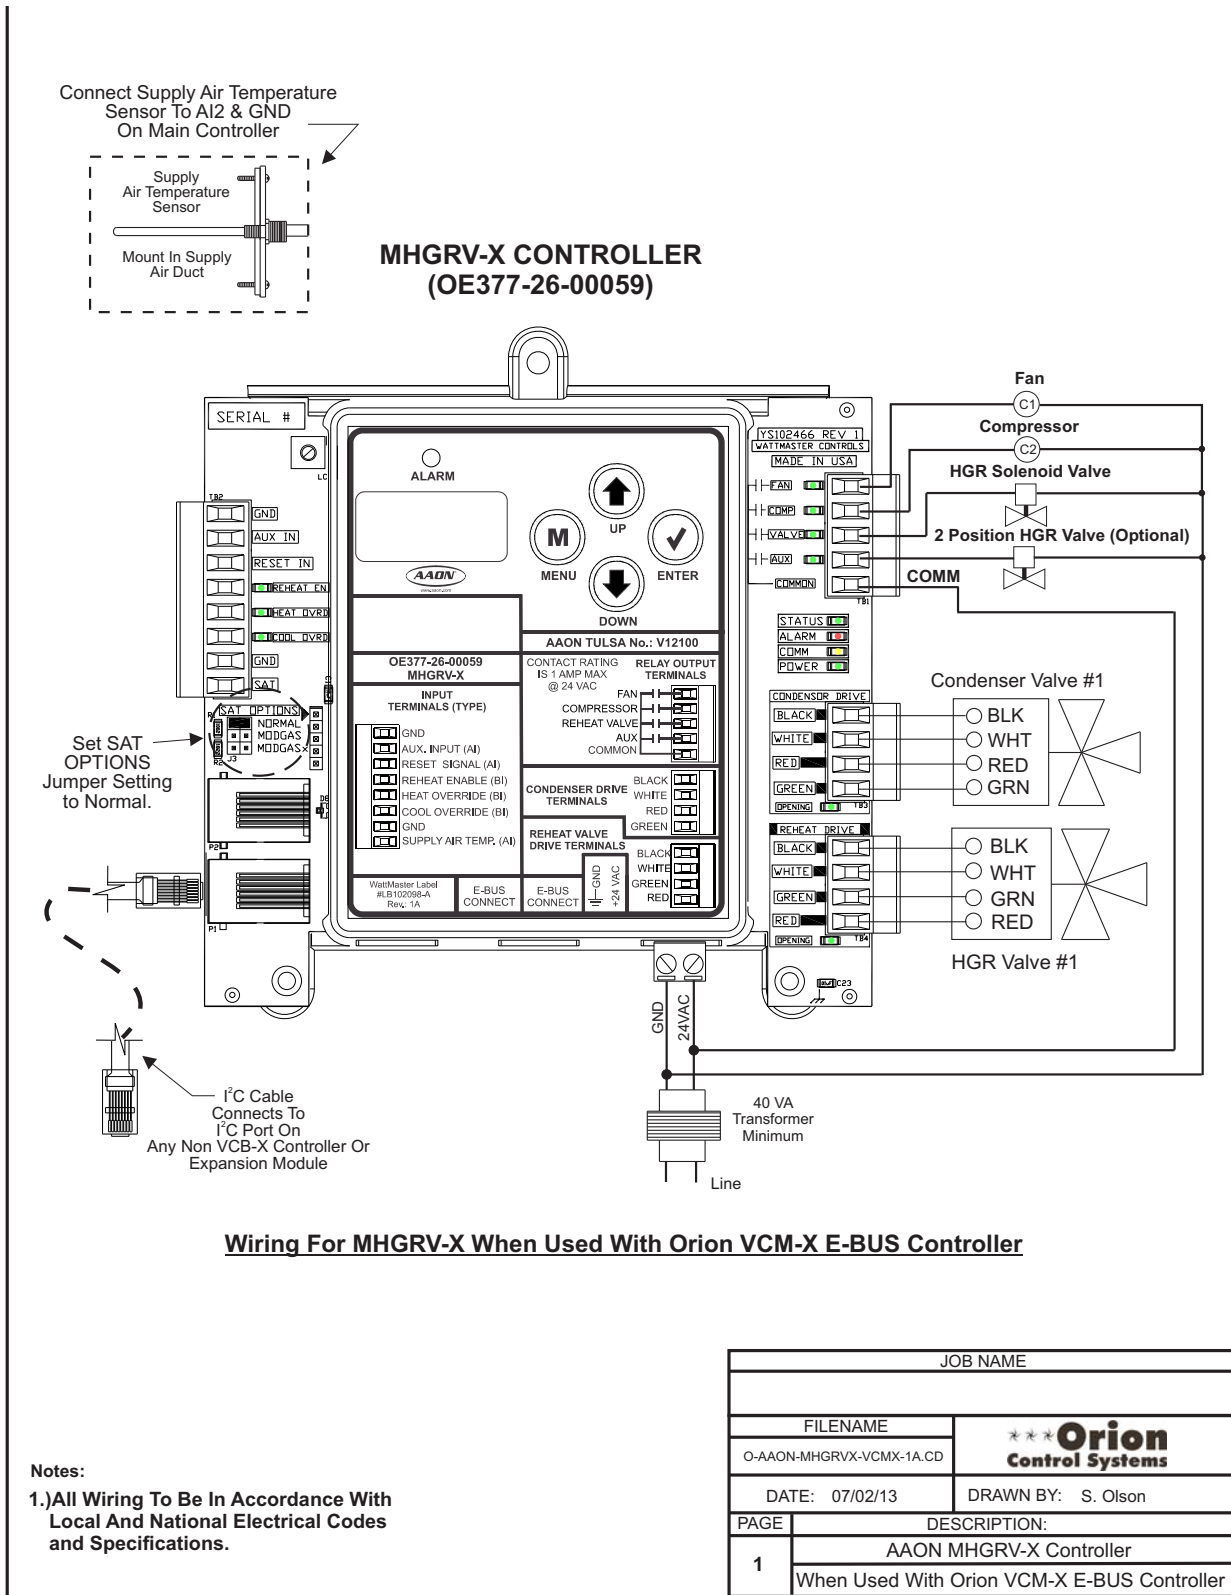 Connect Supply Air Temperature
Sensor To AI2 & GND
On Main Controller
Supply
Air Temperature
Sensor
Mount In Supply
Air Duct
MHGRV-X CONTROLLER
(OE377-26-00059)
SERIAL #
LC
TB2
GND
AUX IN
RESET IN
REHEAT EN
HEAT OVRD
COOL OVRD
GND
SAT
SAT OPTIONS
NORMAL
MODGAS
MODGASX
J3
P2
P1
Set SAT
OPTIONS
Jumper Setting
to Normal.
ALARM
UP
M
MENU
ENTER
DOWN
AAON
www.aaon.com
AAON TULSA No.: V12100
OE377-26-00059
MHGRV-X
INPUT
TERMINALS (TYPE)
GND
AUX. INPUT (AI)
RESET SIGNAL (AI)
REHEAT ENABLE (BI)
HEAT OVERRIDE (BI)
COOL OVERRIDE (BI)
GND
SUPPLY AIR TEMP. (AI)
CONTACT RATING
IS 1 AMP MAX
@ 24 VAC
RELAY OUTPUT
TERMINALS
FAN
COMPRESSOR
REHEAT VALVE
AUX
COMMON
CONDENSER DRIVE
TERMINALS
BLACK
WHITE
RED
GREEN
REHEAT VALVE
DRIVE TERMINALS
BLACK
WHITE
GREEN
RED
WattMaster Label
#LB102098-A
Rev.: 1A
E-BUS
CONNECT
E-BUS
CONNECT
GND
+24 VAC
YS102466 REV 1
WATTMASTER CONTROLS
MADE IN USA
FAN
COMP
VALVE
AUX
COMMON
TB1
STATUS
ALARM
COMM
POWER
CONDENSOR DRIVE
BLACK
WHITE
RED
GREEN
OPENING
TB3
REHEAT DRIVE
BLACK
WHITE
GREEN
RED
OPENING
TB4
C23
Fan
C1
Compressor
C2
HGR Solenoid Valve
2 Position HGR Valve (Optional)
COMM
Condenser Valve #1
BLK
WHT
RED
GRN
BLK
WHT
GRN
RED
HGR Valve #1
GND
24VAC
40 VA
Transformer
Minimum
Line
I²C Cable
Connects To
I²C Port On
Any Non VCB-X Controller Or
Expansion Module
Wiring For MHGRV-X When Used With Orion VCM-X E-BUS Controller
Notes:
1.)All Wiring To Be In Accordance With
Local And National Electrical Codes
and Specifications.
JOB NAME
FILENAME
O-AAON-MHGRVX-VCMX-1A.CD
Orion
Control Systems
DATE: 07/02/13
DRAWN BY: S. Olson
PAGE
DESCRIPTION:
1
AAON MHGRV-X Controller
When Used With Orion VCM-X E-BUS Controller